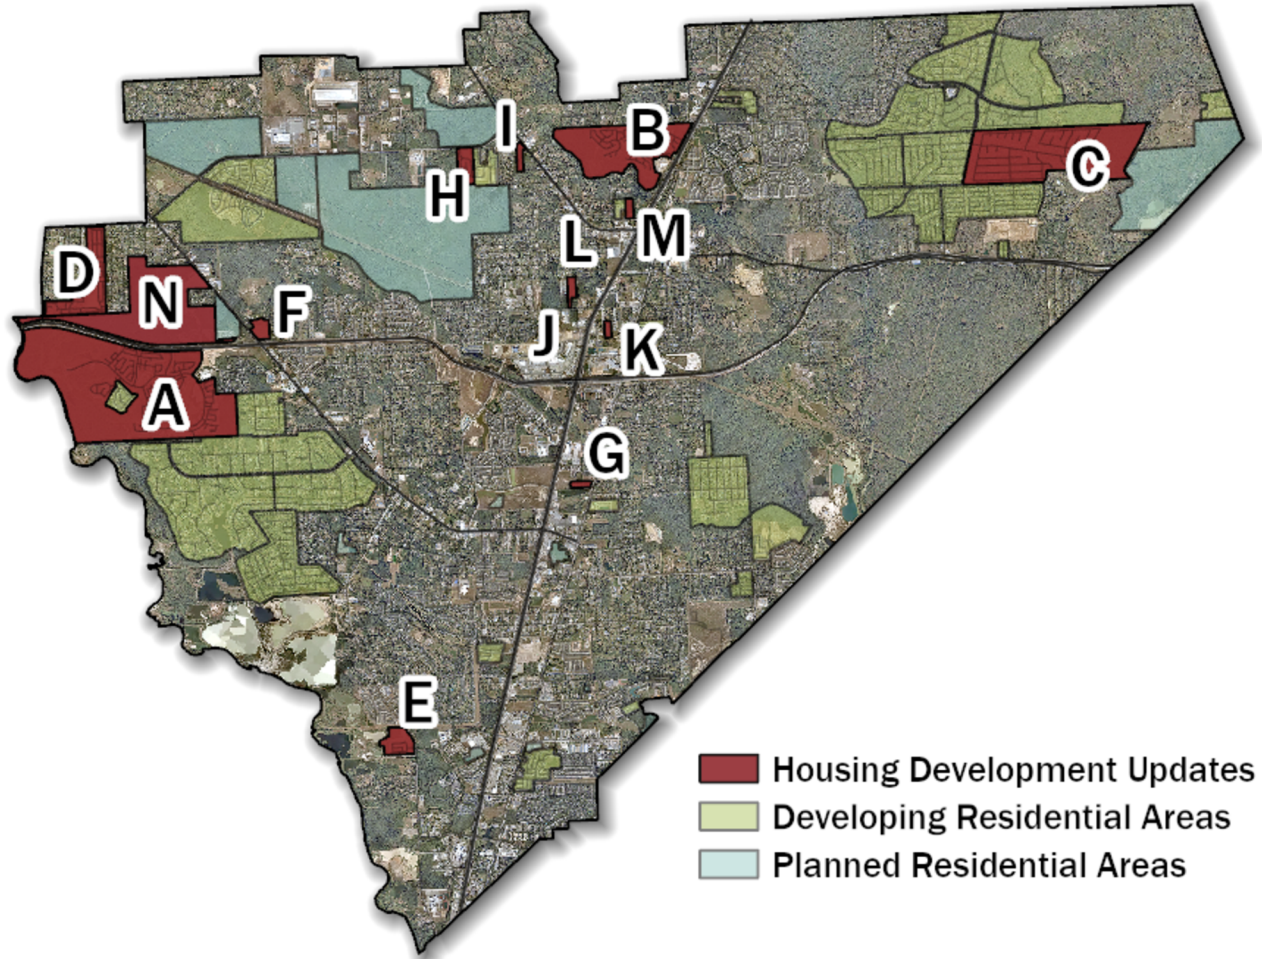 I
B
C
H
L
M
D
N
F
J
K
A
G
E
Housing Development Updates
Developing Residential Areas
Planned Residential Areas